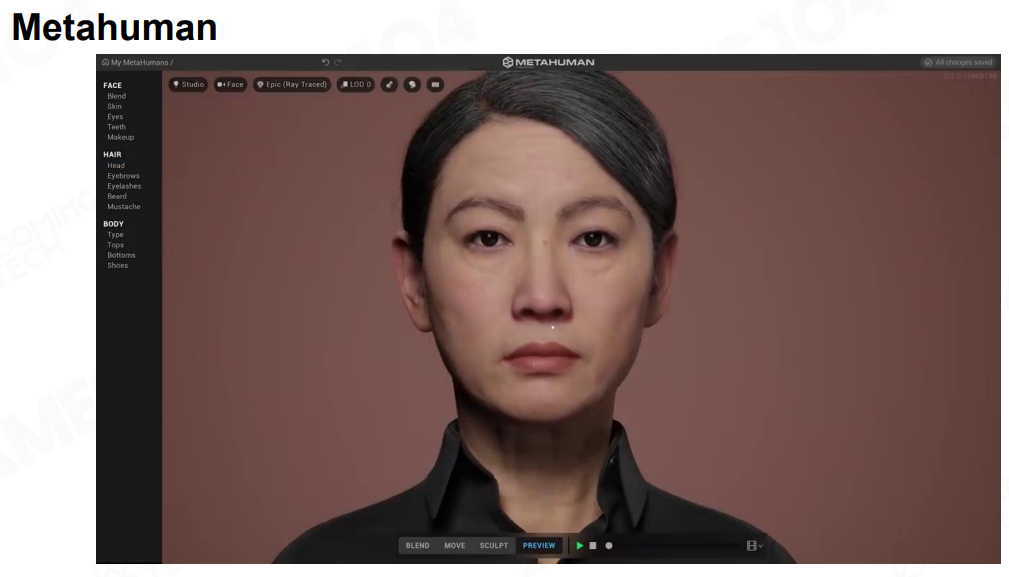 Metahuman
My MetaHumans /
METAHUMAN
All changes saved
Studio
Face
Epic (Ray Traced)
LOD 0
FACE
Blend
Skin
Eyes
Teeth
Makeup
HAIR
Head
Eyebrows
Eyelashes
Beard
Mustache
BODY
Type
Tops
Bottoms
Shoes
BLEND
MOVE
SCULPT
PREVIEW